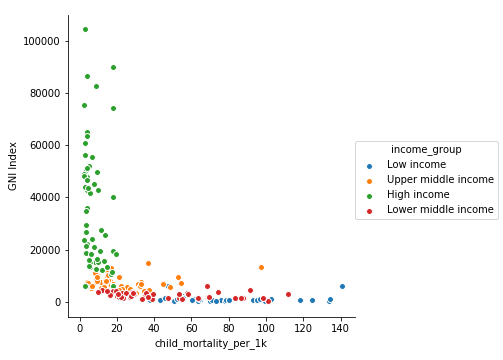 100000
80000
60000
40000
20000
0
GNI Index
0 20 40 60 80 100 120 140
child_mortality_per_1k
income_group
Low income
Upper middle income
High income
Lower middle income